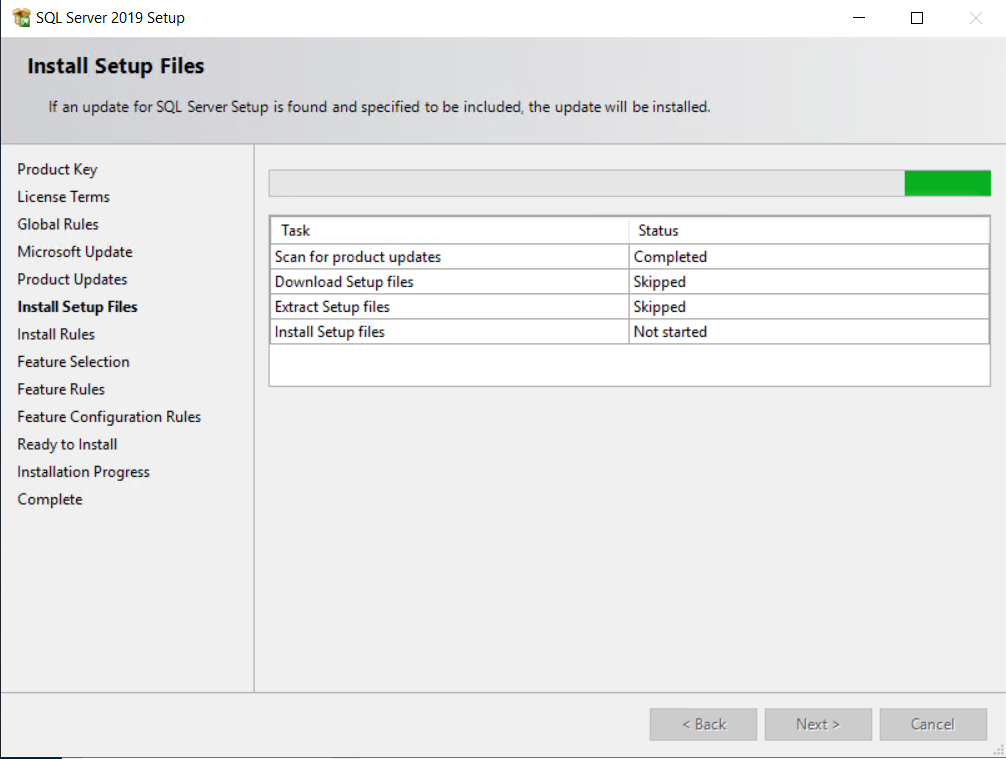 SQL Server 2019 Setup
Install Setup Files
If an update for SQL Server Setup is found and specified to be included, the update will be installed.
Product Key
License Terms
Global Rules
Microsoft Update
Product Updates
Install Setup Files
Install Rules
Feature Selection
Feature Rules
Feature Configuration Rules
Ready to Install
Installation Progress
Complete
Task Status
Scan for product updates Completed
Download Setup files Skipped
Extract Setup files Skipped
Install Setup files Not started
< Back Next > Cancel